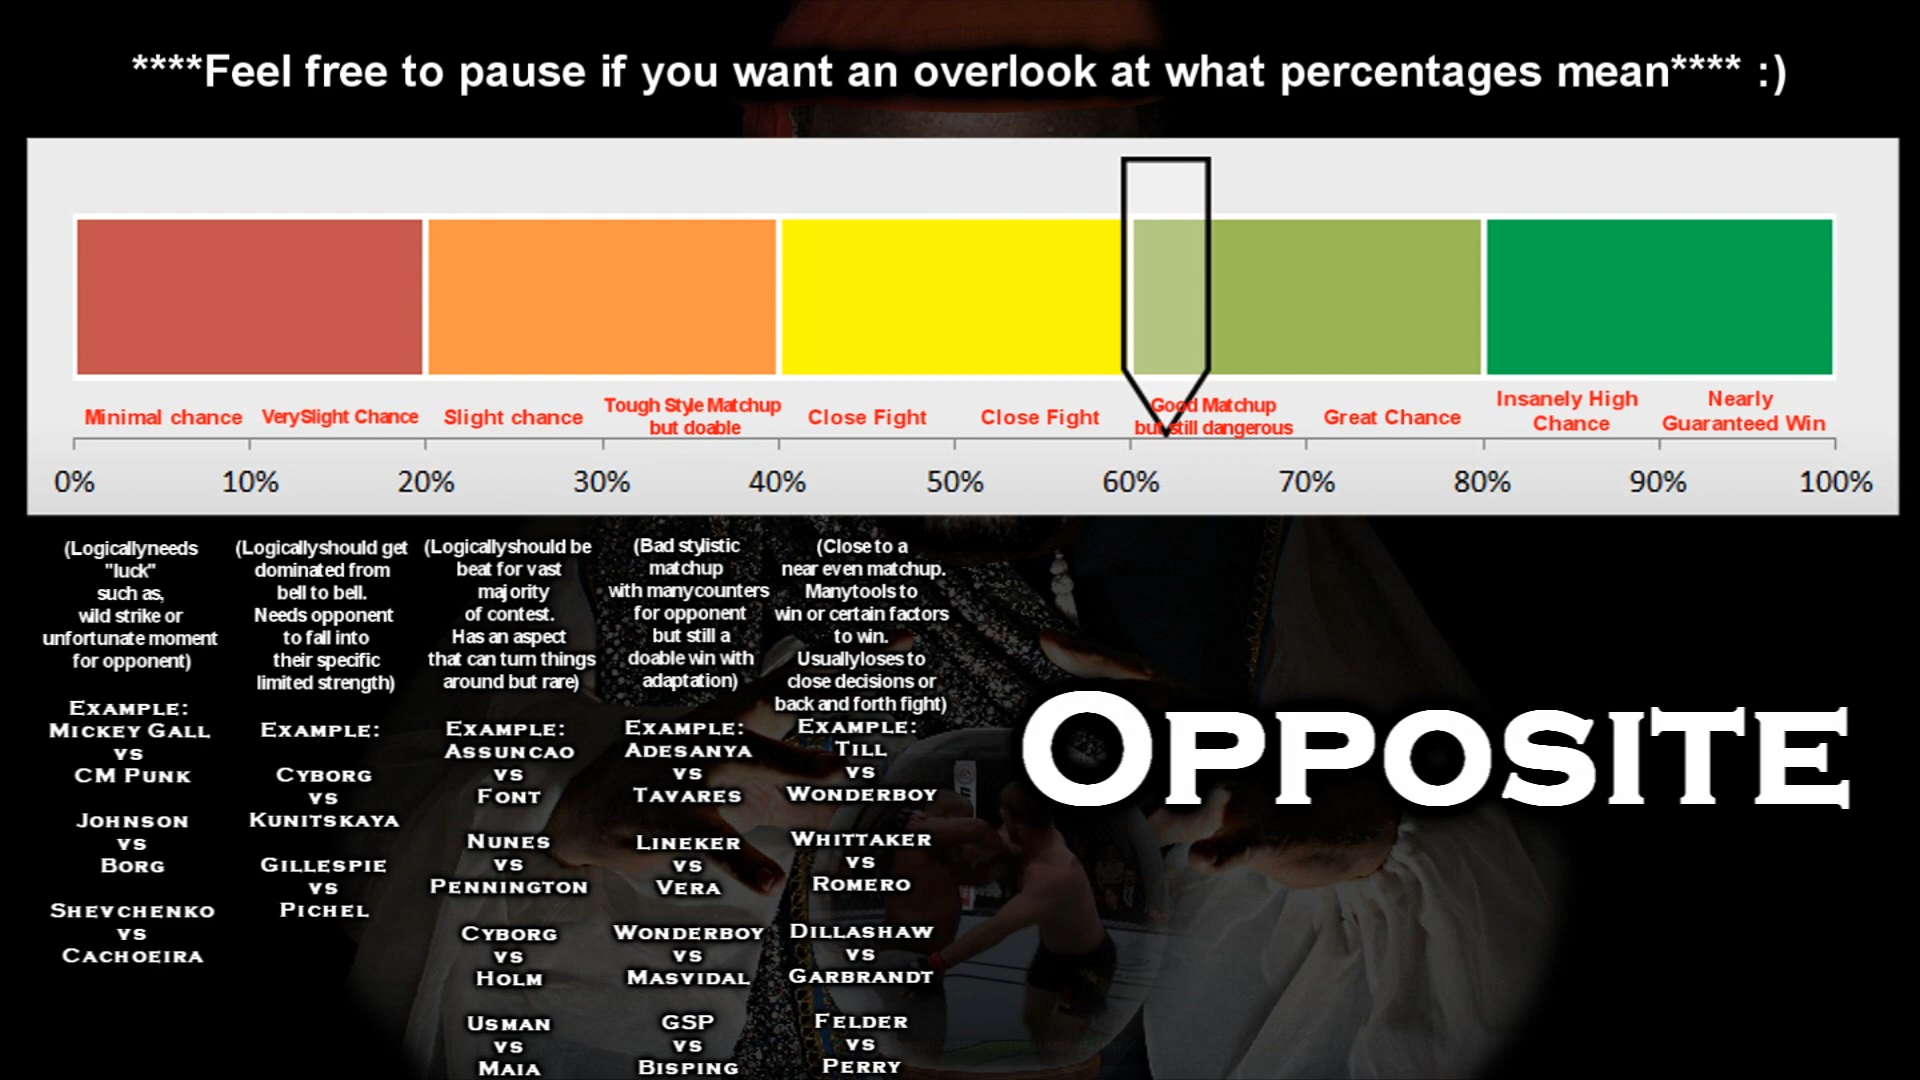 ****Feel free to pause if you want an overlook at what percentages mean**** :)
Minimal chance
VerySlight Chance
Slight chance
Tough Style Matchup
but doable
Close Fight
Close Fight
Good Matchup
but still dangerous
Great Chance
Insanely High
Chance
Nearly
Guaranteed Win
0%
10%
20%
30%
40%
50%
60%
70%
80%
90%
100%
(Logicallyneeds
"luck"
such as,
wild strike or
unfortunate moment
for opponent)
EXAMPLE:
MICKEY GALL
VS
CM PUNK
JOHNSON
VS
BORG
SHEVCHENKO
VS
CACHOEIRA
(Logicallyshould get
dominated from
bell to bell.
Needs opponent
to fall into
their specific
limited strength)
EXAMPLE:
CYBORG
VS
KUNITSKAYA
GILLESPIE
VS
PICHEL
(Logicallyshould be
beat for vast
majority
of contest.
Has an aspect
that can turn things
around but rare)
EXAMPLE:
ASSUNCAO
VS
FONT
NUNES
VS
PENNINGTON
CYBORG
VS
HOLM
USMAN
VS
MAIA
(Bad stylistic
matchup
with manycounters
for opponent
but still a
doable win with
adaptation)
EXAMPLE:
ADESANYA
VS
TAVARES
LINEKER
VS
VERA
WONDERBOY
VS
MASVIDAL
GSP
VS
BISPING
(Close to a
near even matchup.
Manytools to
win or certain factors
to win.
Usuallyloses to
close decisions or
back and forth fight)
EXAMPLE:
TILL
VS
WONDERBOY
WHITTAKER
VS
ROMERO
DILLASHAW
VS
GARBRANDT
FELDER
VS
PERRY
OPPOSITE